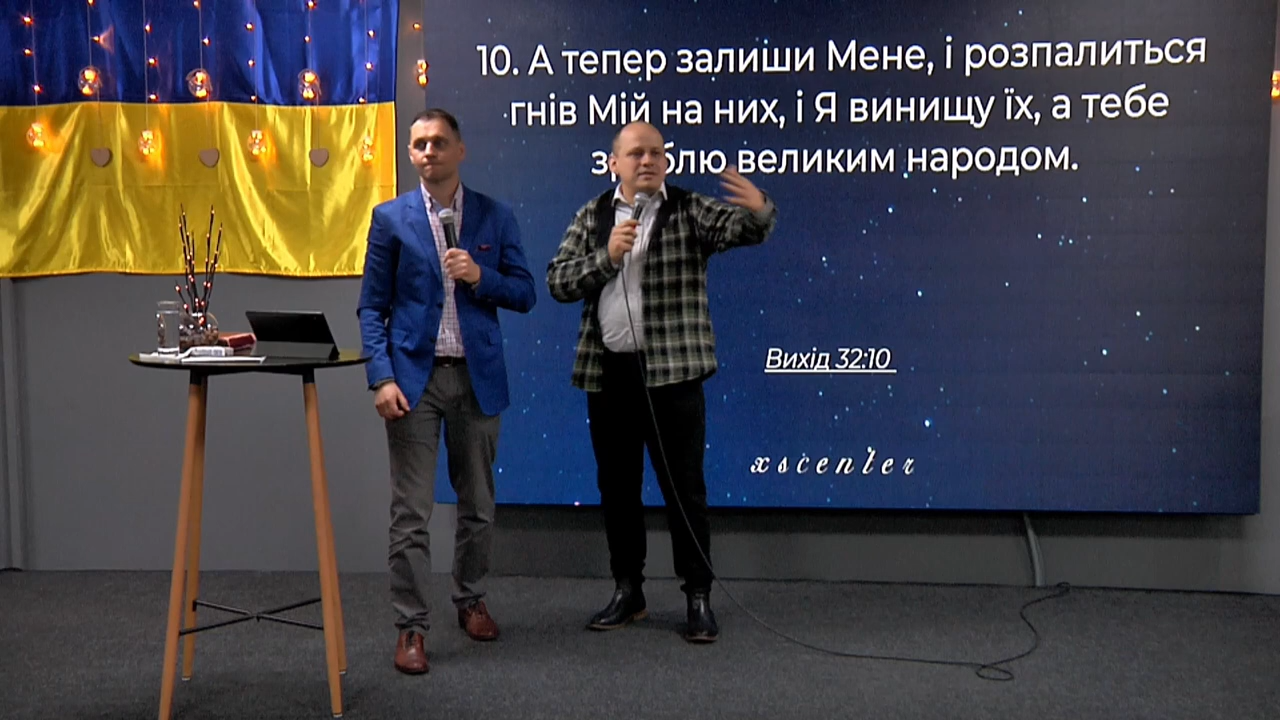 10. А тепер залиши Мене, і розпалиться
гнів Мій на них, і Я винищу їх, а тебе
великим народом.
Вихід 32:10
xscenter